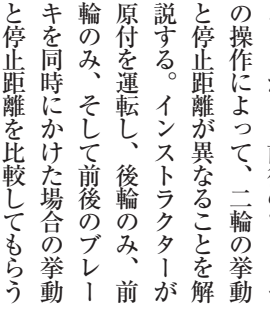 の操作によって、二輪の挙動
と停止距離が異なることを解
説する。インストラクターが
原付を運転し、後輪のみ、前
輪のみ、そして前後のブレー
キを同時にかけた場合の挙動
と停止距離を比較してもらう